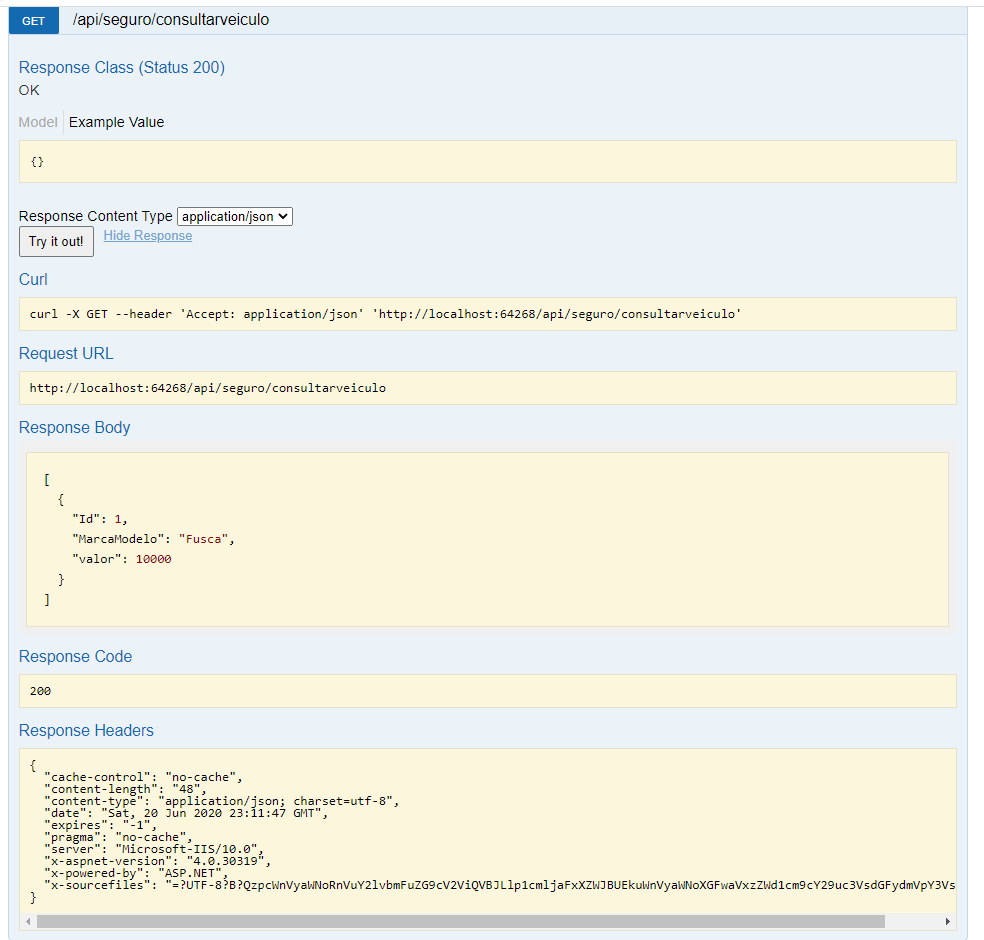 GET /api/seguro/consultarveiculo
Response Class (Status 200)
OK
Model Example Value
{}
Response Content Type application/json
Try it out! Hide Response
Curl
curl -X GET --header 'Accept: application/json' 'http://localhost:64268/api/seguro/consultarveiculo'
Request URL
http://localhost:64268/api/seguro/consultarveiculo
Response Body
[
{
"Id": 1,
"MarcaModelo": "Fusca",
"valor": 10000
}
]
Response Code
200
Response Headers
{
"cache-control": "no-cache",
"content-length": "48",
"content-type": "application/json; charset=utf-8",
"date": "Sat, 20 Jun 2020 23:11:47 GMT",
"expires": "-1",
"pragma": "no-cache",
"server": "Microsoft-IIS/10.0",
"x-aspnet-version": "4.0.30319",
"x-powered-by": "ASP.NET",
"x-sourcefiles": "=?UTF-8?B?QzpcWnVyaWNoRnVuY2lvbmFuZG9cV2ViQVBJLlp1cmljaFxXZWJBUEkuWnVyaWNoXGFwaVxzZWd1cm9cY29uc3VsdGFydmVpY3Vs
}